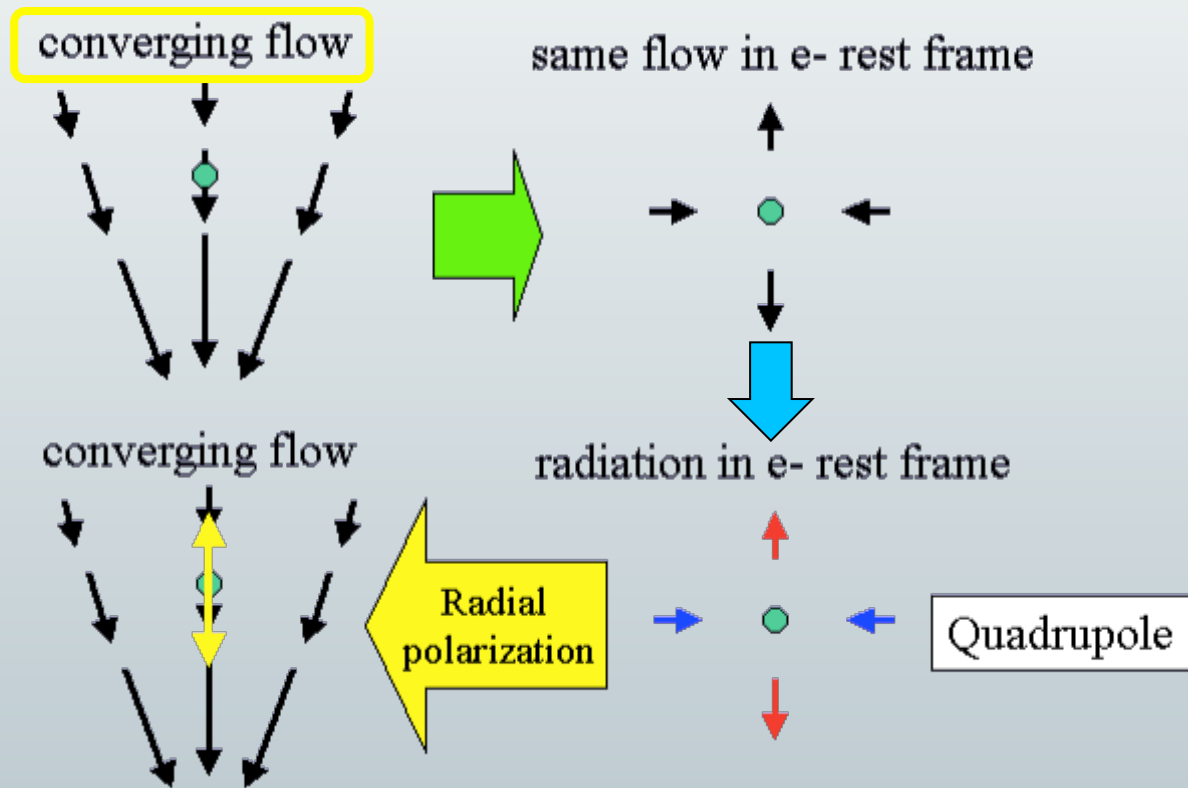 converging flow
same flow in e- rest frame
converging flow
radiation in e- rest frame
Radial
polarization
Quadrupole